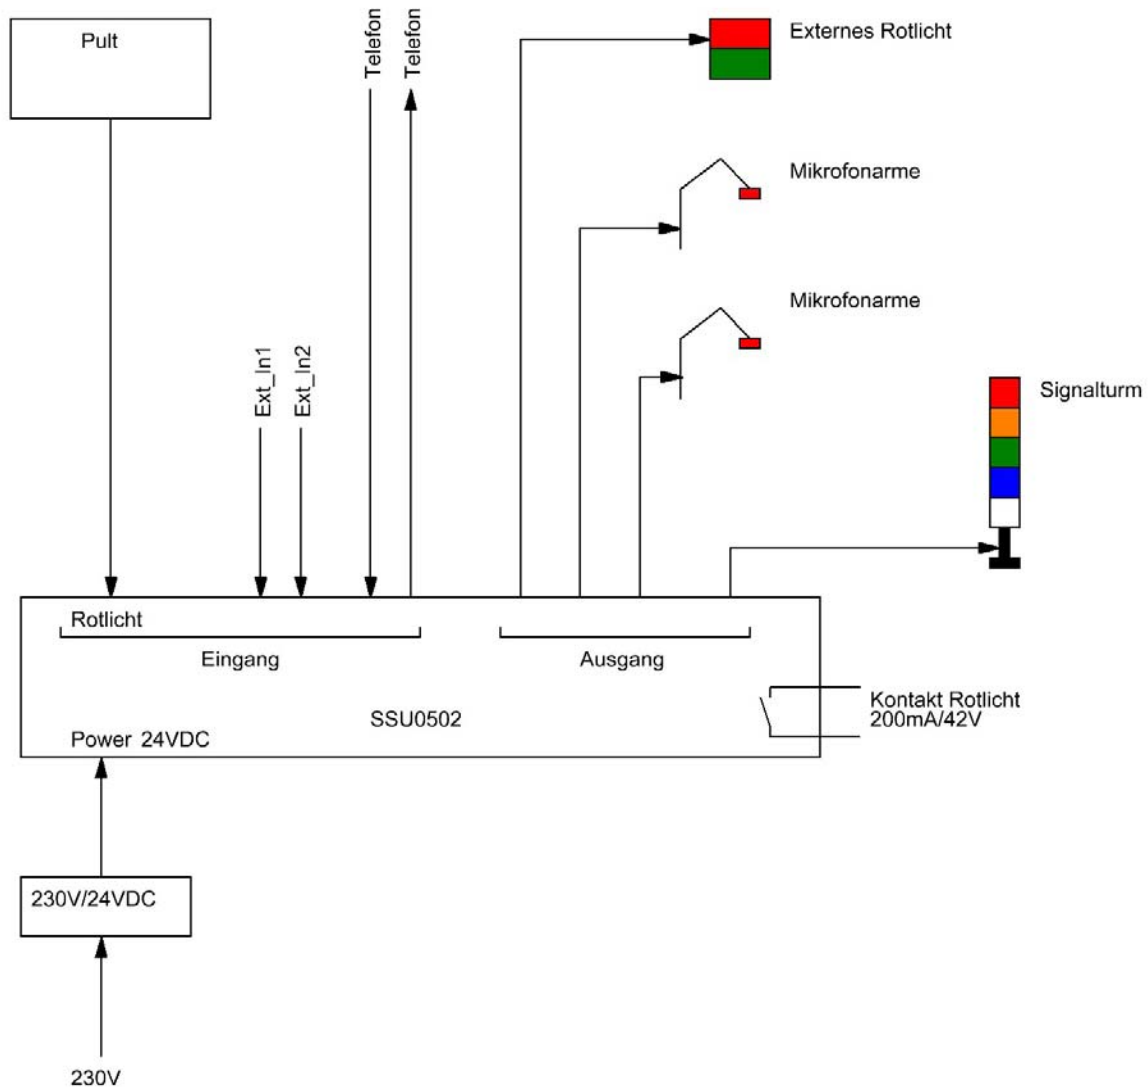 Pult
Telefon
Telefon
Externes Rotlicht
Mikrofonarme
Mikrofonarme
Ext_In1
Ext_In2
Signalturm
Rotlicht
Eingang
Ausgang
SSU0502
Kontakt Rotlicht
200mA/42V
Power 24VDC
230V/24VDC
230V